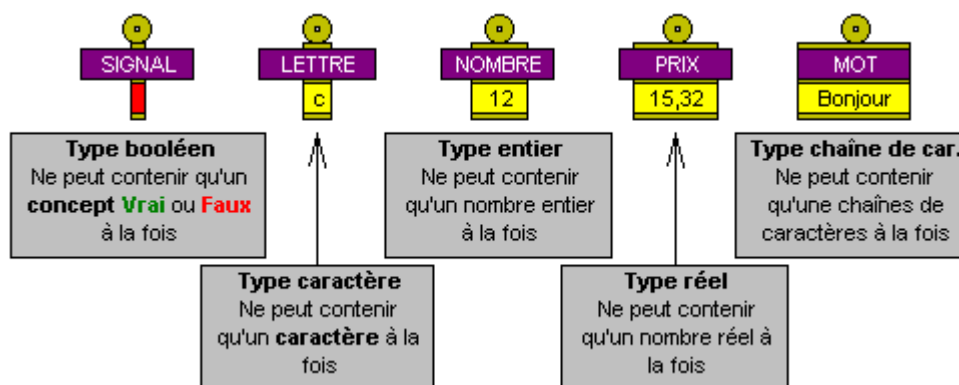 SIGNAL
LETTRE
NOMBRE
PRIX
MOT
c
12
15,32
Bonjour
Type booléen
Ne peut contenir qu'un
concept Vrai ou Faux
à la fois
Type entier
Ne peut contenir
qu'un nombre entier
à la fois
Type chaîne de car.
Ne peut contenir
qu'une chaînes de
caractères à la fois
Type caractère
Ne peut contenir
qu'un caractère à la
fois
Type réel
Ne peut contenir
qu'un nombre réel à
la fois